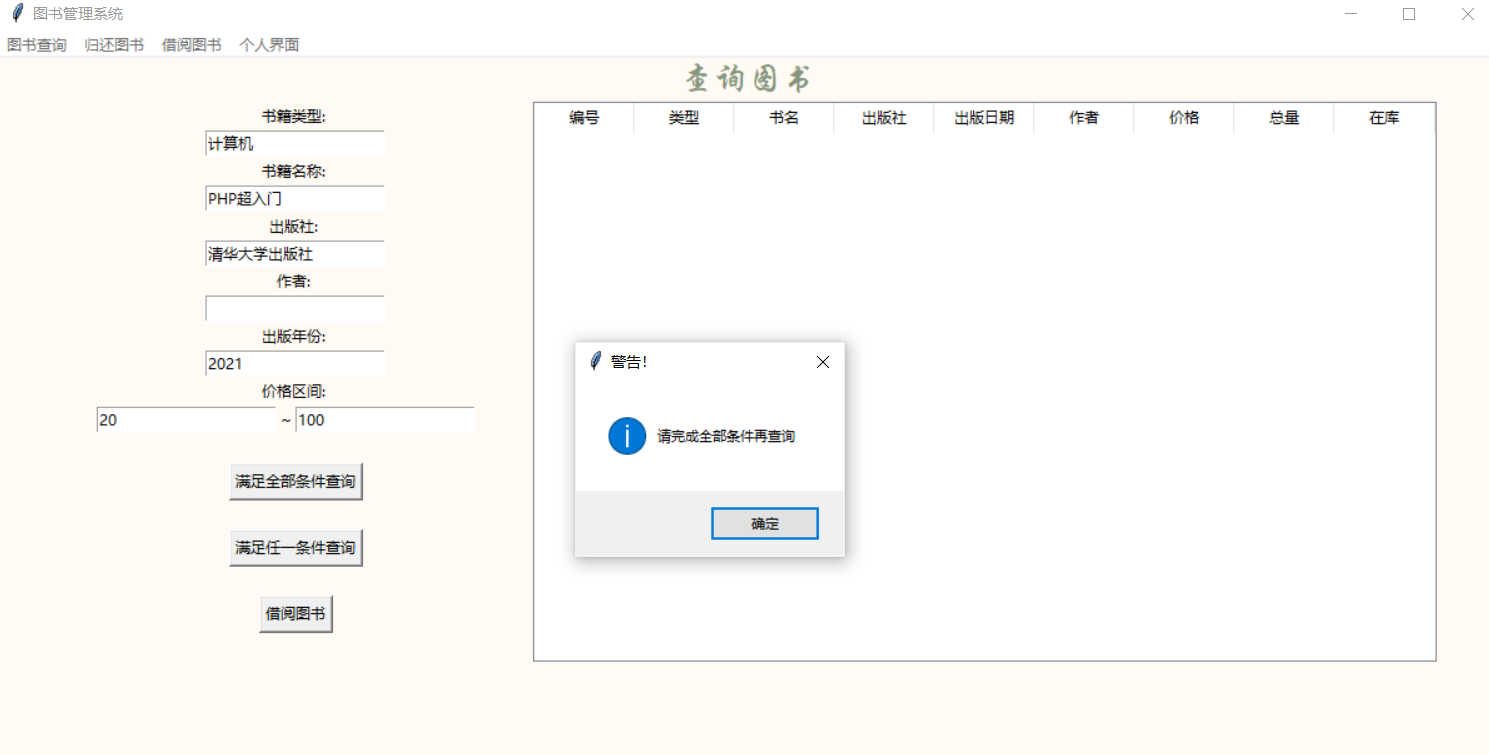 图书管理系统
图书查询 归还图书 借阅图书 个人界面
查询图书
书籍类型:
计算机
书籍名称:
PHP超入门
出版社:
清华大学出版社
作者:
出版年份:
2021
价格区间:
20 ~ 100
满足全部条件查询
满足任一条件查询
借阅图书
编号 类型 书名 出版社 出版日期 作者 价格 总量 在库
警告!
请完成全部条件再查询
确定